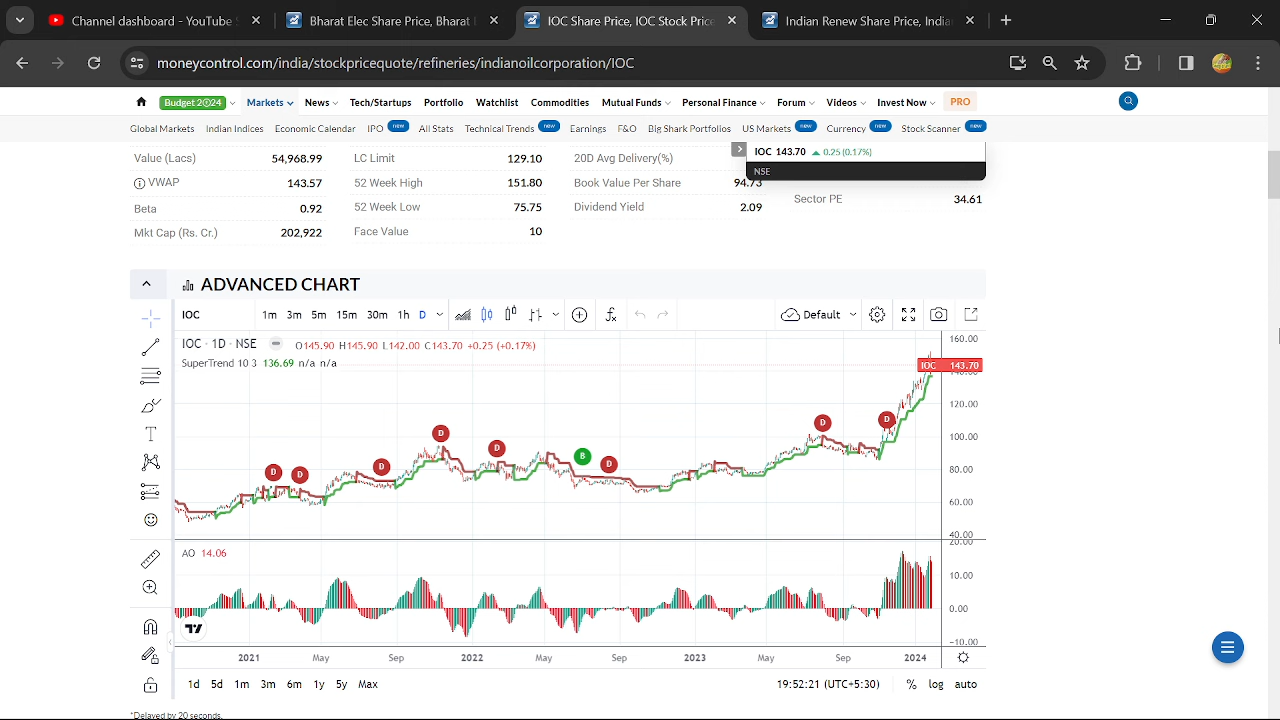 Channel dashboard - YouTube
Bharat Elec Share Price, Bharat
IOC Share Price, IOC Stock Price
Indian Renew Share Price, India
moneycontrol.com/india/stockpricequote/refineries/indianoilcorporation/IOC
Budget 2024 Markets News Tech/Startups Portfolio Watchlist Commodities Mutual Funds Personal Finance Forum Videos Invest Now PRO
Global Markets Indian Indices Economic Calendar IPO new All Stats Technical Trends new Earnings F&O Big Shark Portfolios US Markets new Currency new Stock Scanner new
Value (Lacs) 54,968.99 LC Limit 129.10 20D Avg Delivery(%)
IOC 143.70 ▲ 0.25 (0.17%)
NSE
VWAP 143.57 52 Week High 151.80 Book Value Per Share 94.73
Beta 0.92 52 Week Low 75.75 Dividend Yield 2.09 Sector PE 34.61
Mkt Cap (Rs. Cr.) 202,922 Face Value 10
ADVANCED CHART
IOC 1m 3m 5m 15m 30m 1h D Default
IOC · 1D · NSE O145.90 H145.90 L142.00 C143.70 +0.25 (+0.17%)
SuperTrend 10 3 136.69 n/a n/a
160.00
IOC 143.70
140.00
120.00
100.00
80.00
60.00
40.00
D D D D D B D D D
AO 14.06
20.00
10.00
0.00
−10.00
2021 May Sep 2022 May Sep 2023 May Sep 2024
1d 5d 1m 3m 6m 1y 5y Max 19:52:21 (UTC+5:30) % log auto
*Delayed by 20 seconds.